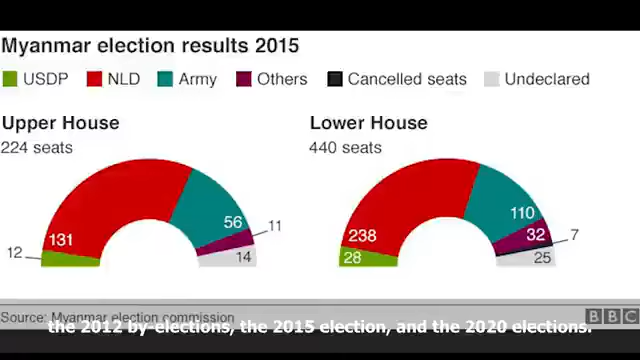 Myanmar election results 2015
USDP NLD Army Others Cancelled seats Undeclared
Upper House
224 seats
12 131 56 11 14
Lower House
440 seats
28 238 110 32 7 25
Source: Myanmar election commission
BBC
the 2012 by-elections, the 2015 election, and the 2020 elections.